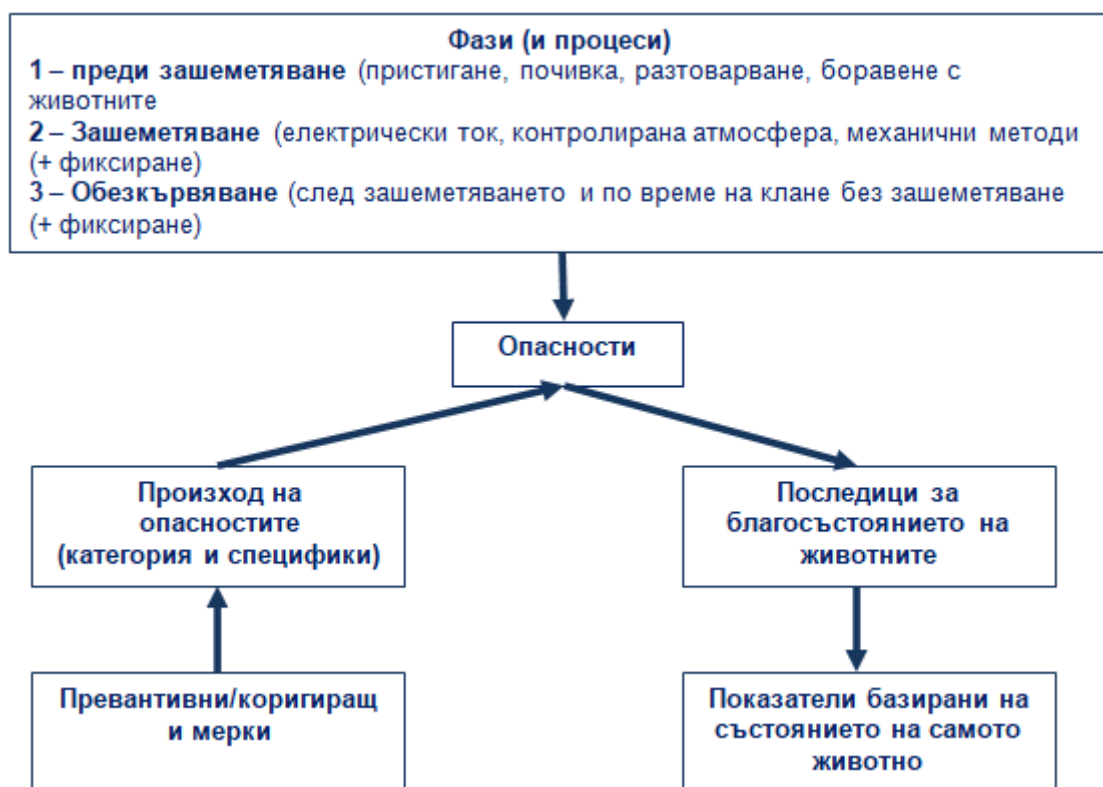 Фази (и процеси)
1 – преди зашеметяване (пристигане, почивка, разтоварване, боравене с
животните
2 – Зашеметяване (електрически ток, контролирана атмосфера, механични методи
(+ фиксиране)
3 – Обезкървяване (след зашеметяването и по време на клане без зашеметяване
(+ фиксиране)
Опасности
Произход на
опасностите
(категория и специфики)
Последици за
благосъстоянието на
животните
Превантивни/коригиращ
и мерки
Показатели базирани на
състоянието на самото
животно